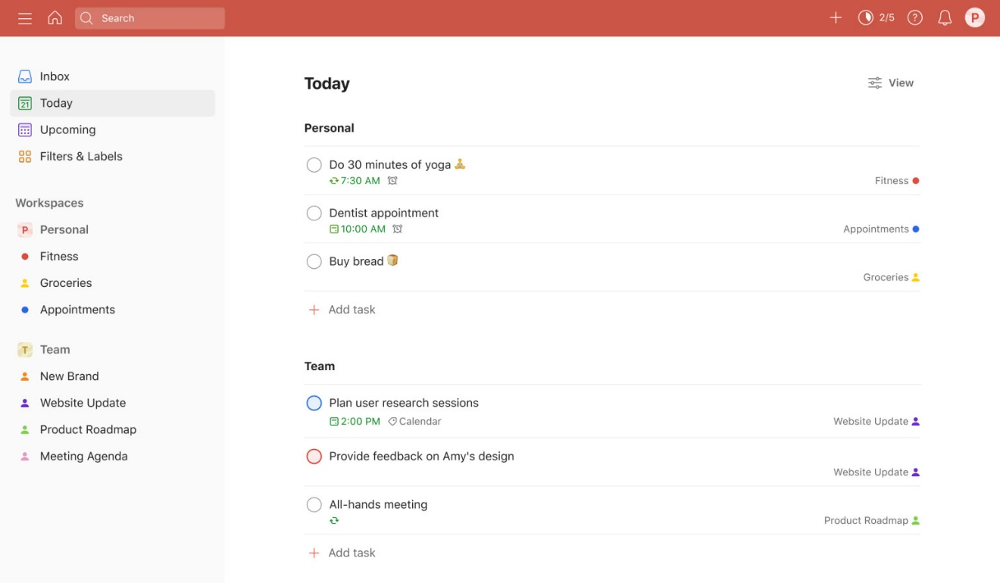 Search
2/5
?
P
Inbox
21 Today
Upcoming
Filters & Labels
Workspaces
P Personal
Fitness
Groceries
Appointments
T Team
New Brand
Website Update
Product Roadmap
Meeting Agenda
Today
View
Personal
Do 30 minutes of yoga 🧘
7:30 AM
Fitness
Dentist appointment
10:00 AM
Appointments
Buy bread 🍞
Groceries
+ Add task
Team
Plan user research sessions
2:00 PM Calendar
Website Update
Provide feedback on Amy's design
Website Update
All-hands meeting
Product Roadmap
+ Add task